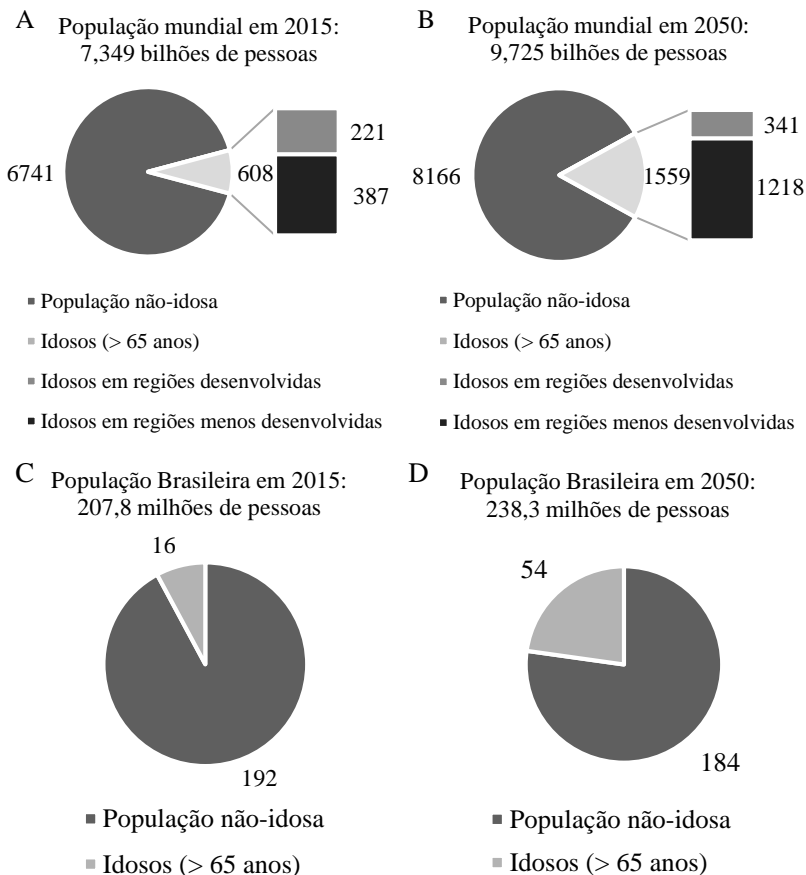 A
População mundial em 2015:
7,349 bilhões de pessoas
6741
608
221
387
População não-idosa
Idosos (> 65 anos)
Idosos em regiões desenvolvidas
Idosos em regiões menos desenvolvidas
B
População mundial em 2050:
9,725 bilhões de pessoas
8166
1559
341
1218
População não-idosa
Idosos (> 65 anos)
Idosos em regiões desenvolvidas
Idosos em regiões menos desenvolvidas
C
População Brasileira em 2015:
207,8 milhões de pessoas
16
192
População não-idosa
Idosos (> 65 anos)
D
População Brasileira em 2050:
238,3 milhões de pessoas
54
184
População não-idosa
Idosos (> 65 anos)